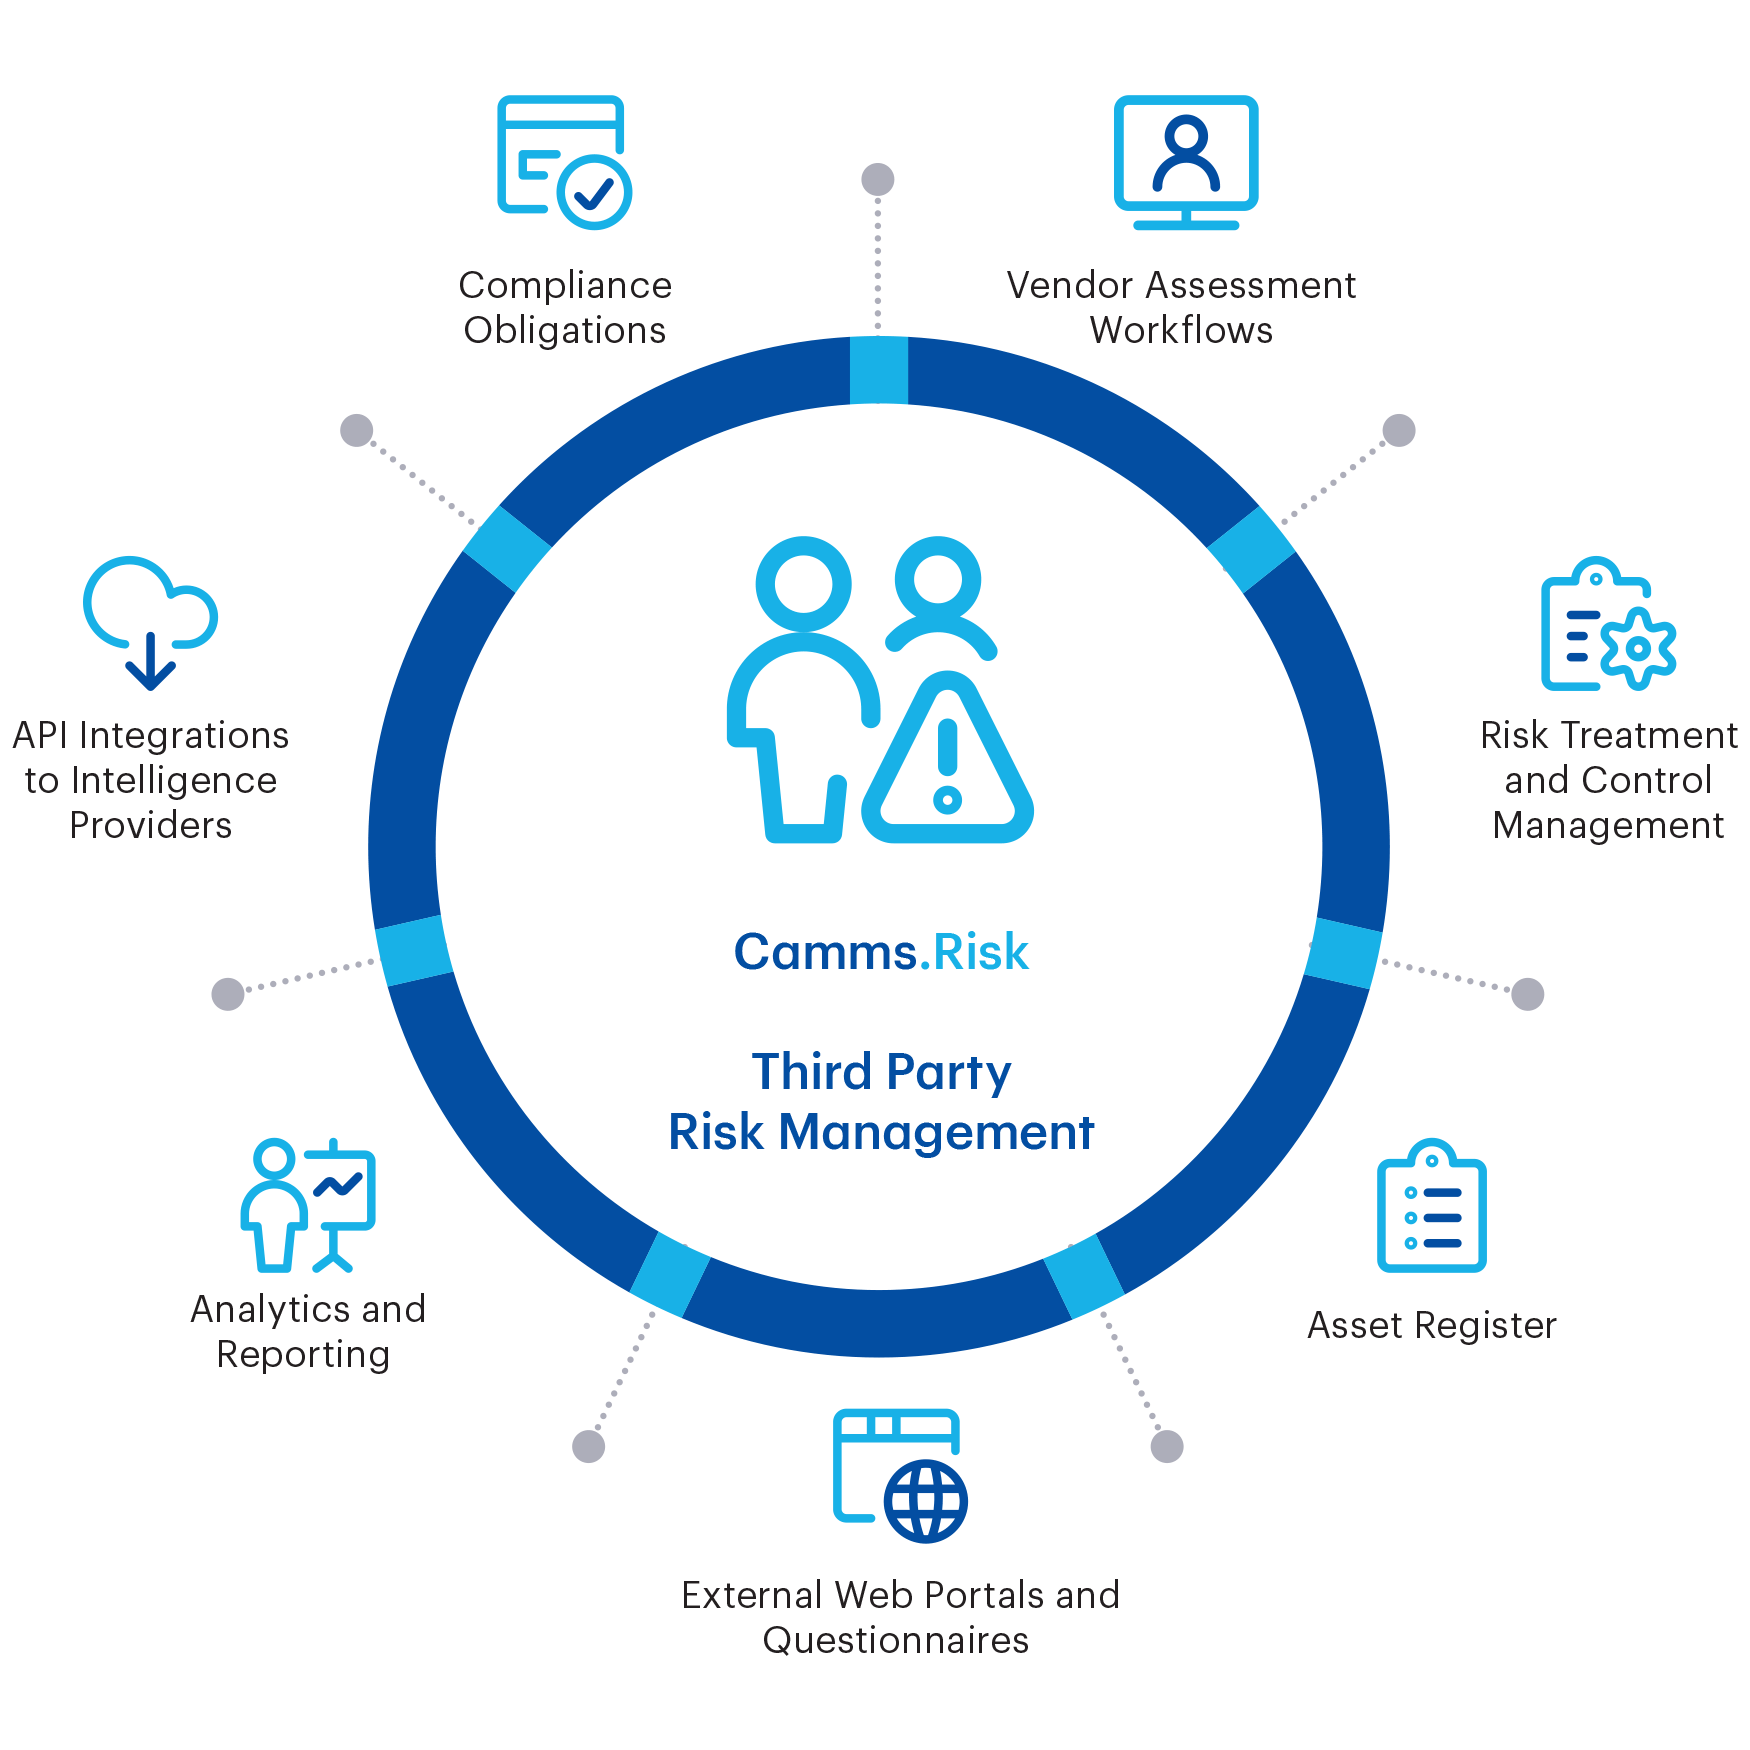 Compliance
Obligations
Vendor Assessment
Workflows
API Integrations
to Intelligence
Providers
Risk Treatment
and Control
Management
Camms.Risk
Third Party
Risk Management
Analytics and
Reporting
Asset Register
External Web Portals and
Questionnaires